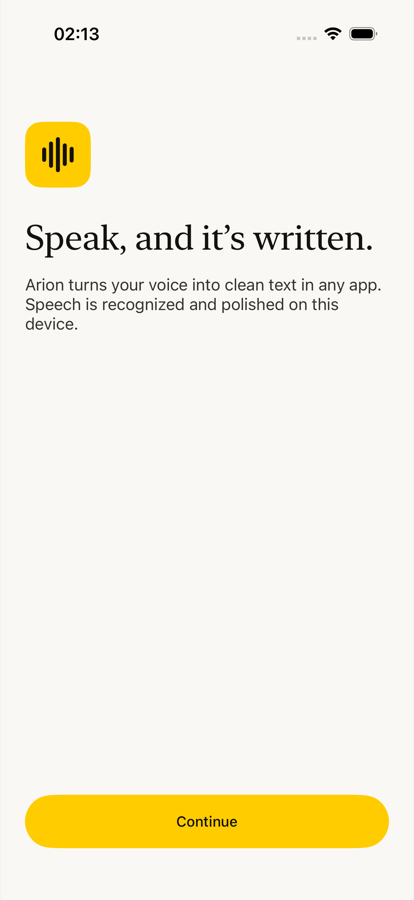 02:13
Speak, and it’s written.
Arion turns your voice into clean text in any app.
Speech is recognized and polished on this
device.
Continue